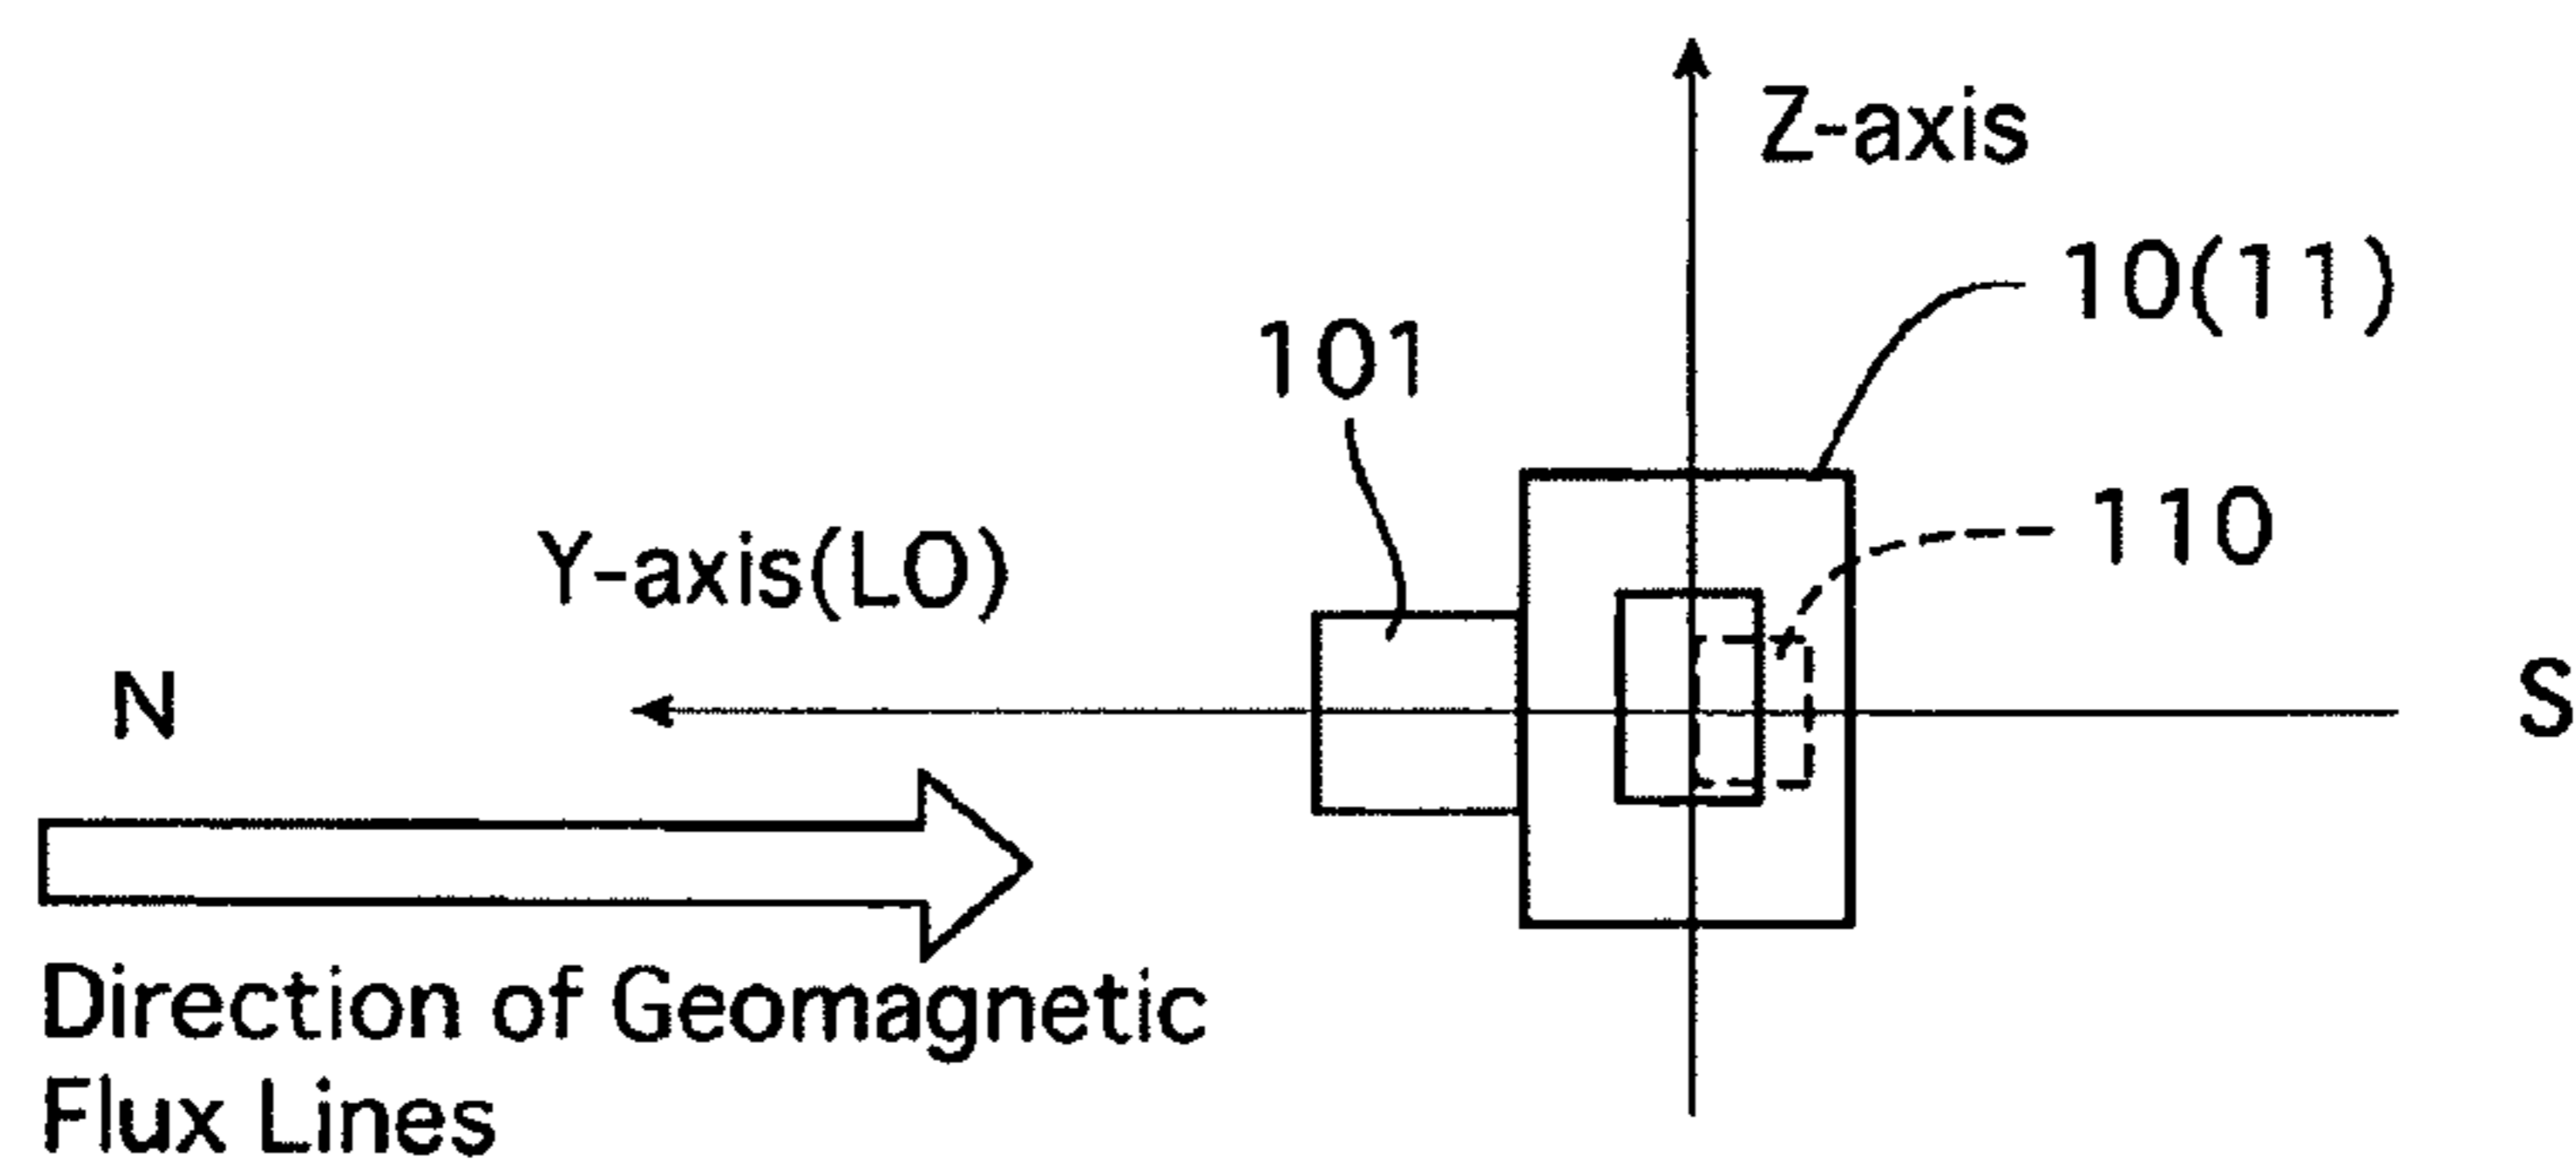 Z-axis
10(11)
101
110
Y-axis(LO)
N
S
Direction of Geomagnetic
Flux Lines